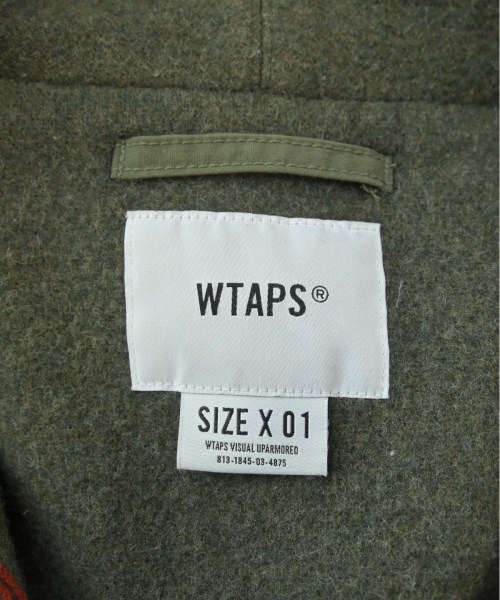 WTAPS®
SIZE X 01
WTAPS VISUAL UPARMORED
813-1845-03-4875